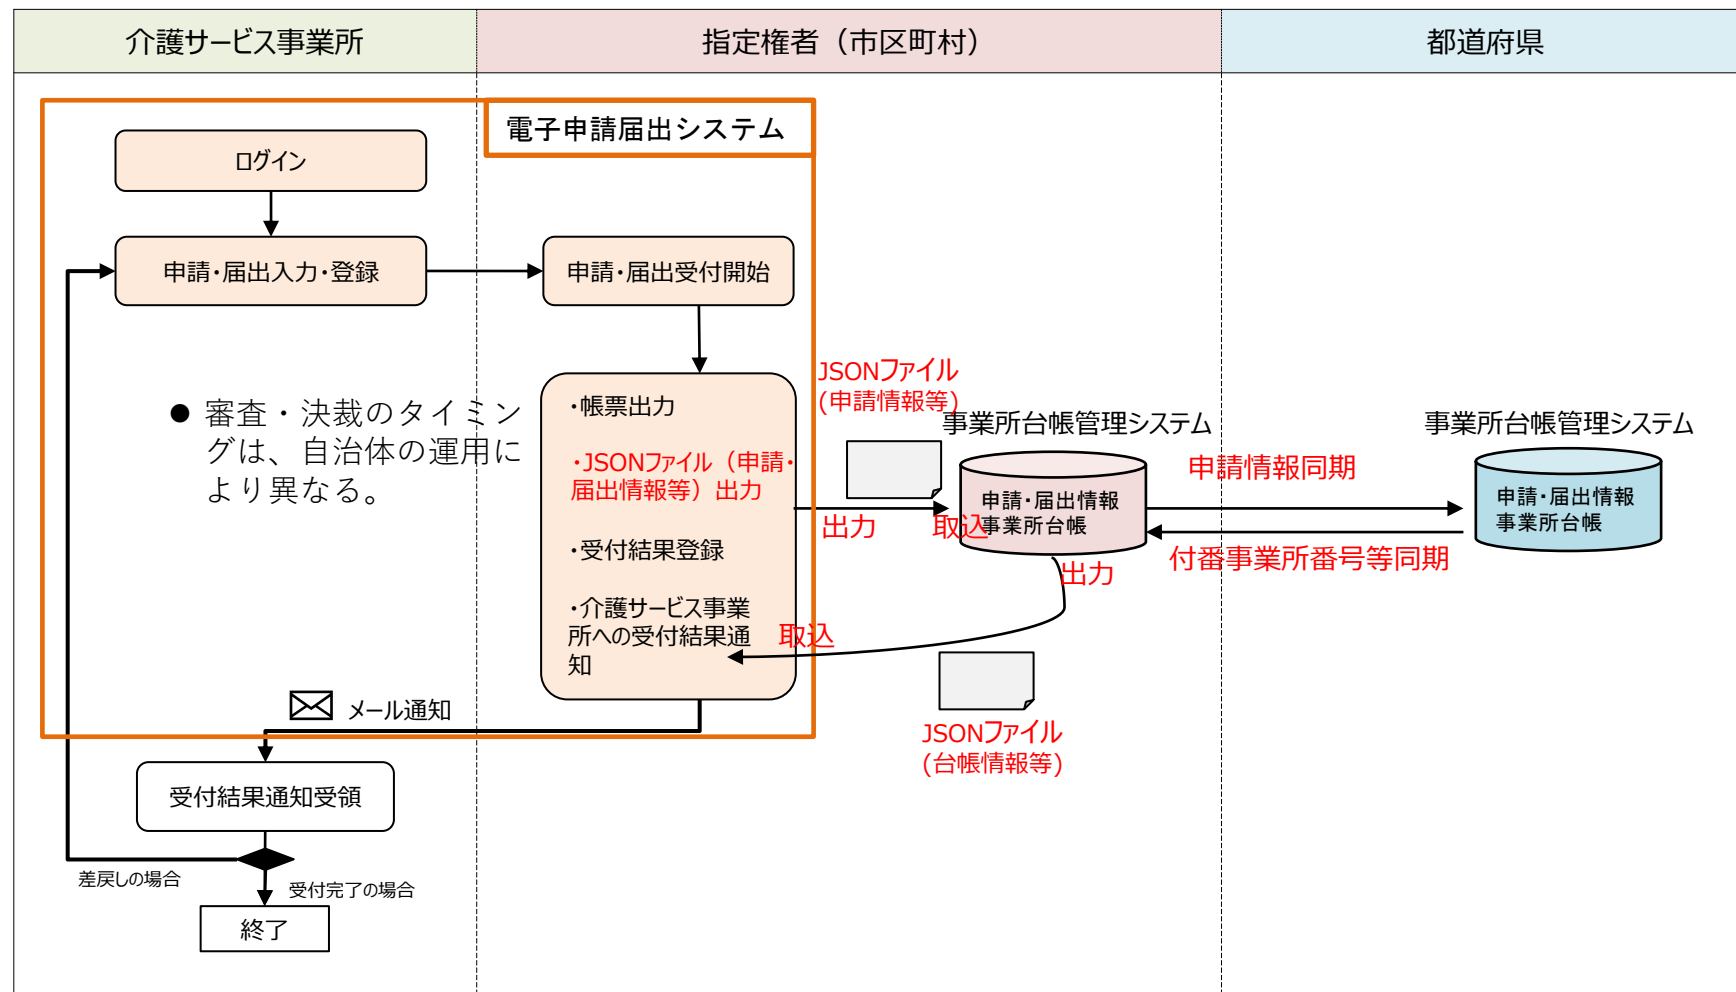 介護サービス事業所
指定権者（市区町村）
都道府県
電子申請届出システム
ログイン
申請・届出入力・登録
申請・届出受付開始
●審査・決裁のタイミン
グは、自治体の運用に
より異なる。
・帳票出力
・JSONファイル（申請・
届出情報等）出力
・受付結果登録
・介護サービス事業
所への受付結果通
知
JSONファイル
(申請情報等)
事業所台帳管理システム
出力
取込
申請・届出情報
事業所台帳
申請情報同期
付番事業所番号等同期
事業所台帳管理システム
申請・届出情報
事業所台帳
出力
取込
JSONファイル
(台帳情報等)
メール通知
受付結果通知受領
差戻しの場合
受付完了の場合
終了